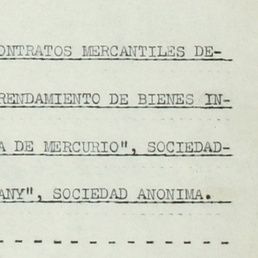 ONTRATOS MERCANTILES DE-
RENDAMIENTO DE BIENES IN-
A DE MERCURIO", SOCIEDAD-
ANY", SOCIEDAD ANONIMA.